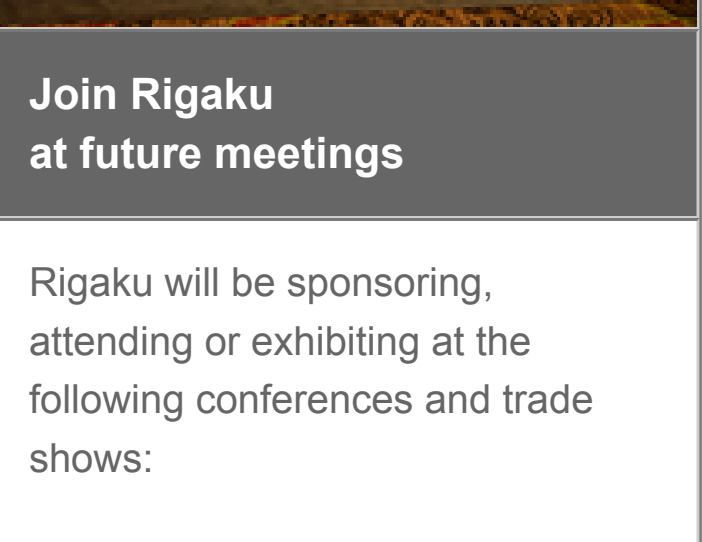 Join Rigaku
at future meetings
Rigaku will be sponsoring,
attending or exhibiting at the
following conferences and trade
shows: